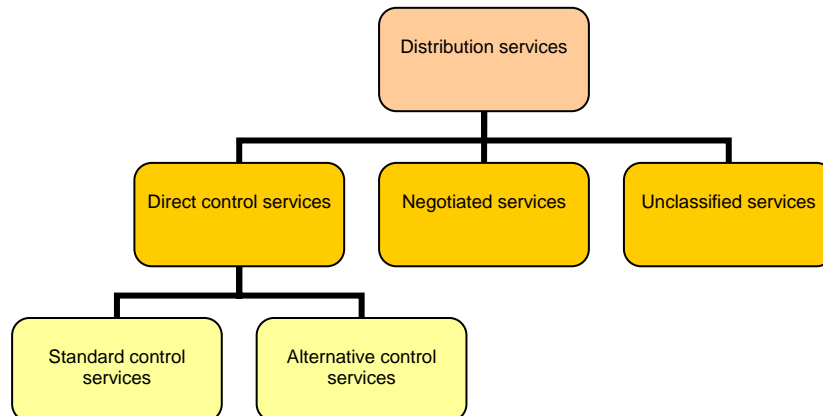 Distribution services
Direct control services
Negotiated services
Unclassified services
Standard control
services
Alternative control
services